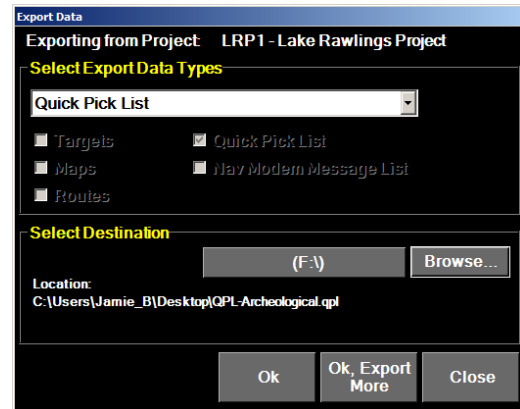 Export Data
Exporting from Project: LRP1 - Lake Rawlings Project
Select Export Data Types
Quick Pick List
Targets Quick Pick List
Maps Nav Modem Message List
Routes
Select Destination
(F:\) Browse...
Location:
C:\Users\Jamie_B\Desktop\QPL-Archeological.qpl
Ok Ok, Export More Close